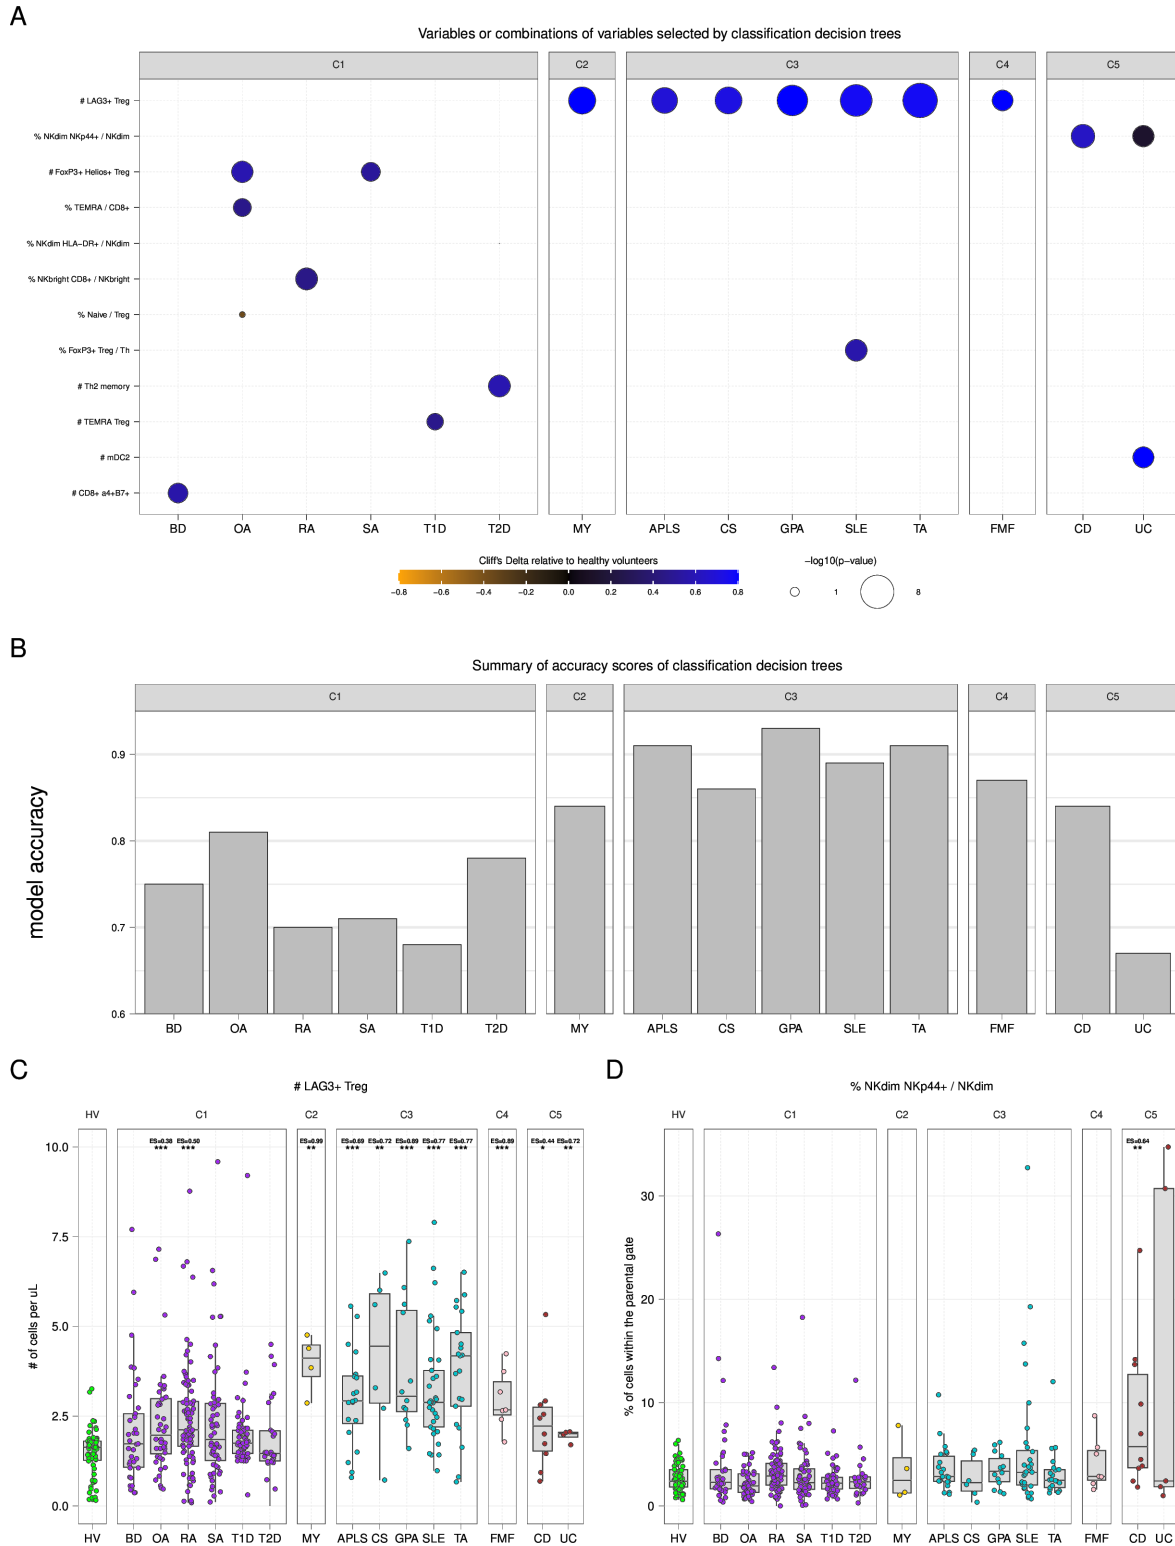 A
Variables or combinations of variables selected by classification decision trees
C1 C2 C3 C4 C5
# LAG3+ Treg
% NKdim NKp44+ / NKdim
# FoxP3+ Helios+ Treg
% TEMRA / CD8+
% NKdim HLA−DR+ / NKdim
% NKbright CD8+ / NKbright
% Naive / Treg
% FoxP3+ Treg / Th
# Th2 memory
# TEMRA Treg
# mDC2
# CD8+ a4+B7+
BD OA RA SA T1D T2D MY APLS CS GPA SLE TA FMF CD UC
Cliff's Delta relative to healthy volunteers
−0.8 −0.6 −0.4 −0.2 0.0 0.2 0.4 0.6 0.8
−log10(p−value)
1 8
B
Summary of accuracy scores of classification decision trees
C1 C2 C3 C4 C5
model accuracy
0.9
0.8
0.7
0.6
BD OA RA SA T1D T2D MY APLS CS GPA SLE TA FMF CD UC
C
# LAG3+ Treg
HV C1 C2 C3 C4 C5
ES=0.38 ES=0.50 ES=0.99 ES=0.69 ES=0.72 ES=0.89 ES=0.77 ES=0.77 ES=0.89 ES=0.44 ES=0.72
*** *** ** *** ** *** *** *** *** * **
# of cells per uL
10.0
7.5
5.0
2.5
0.0
HV BD OA RA SA T1D T2D MY APLS CS GPA SLE TA FMF CD UC
D
% NKdim NKp44+ / NKdim
HV C1 C2 C3 C4 C5
ES=0.64
**
% of cells within the parental gate
30
20
10
0
HV BD OA RA SA T1D T2D MY APLS CS GPA SLE TA FMF CD UC